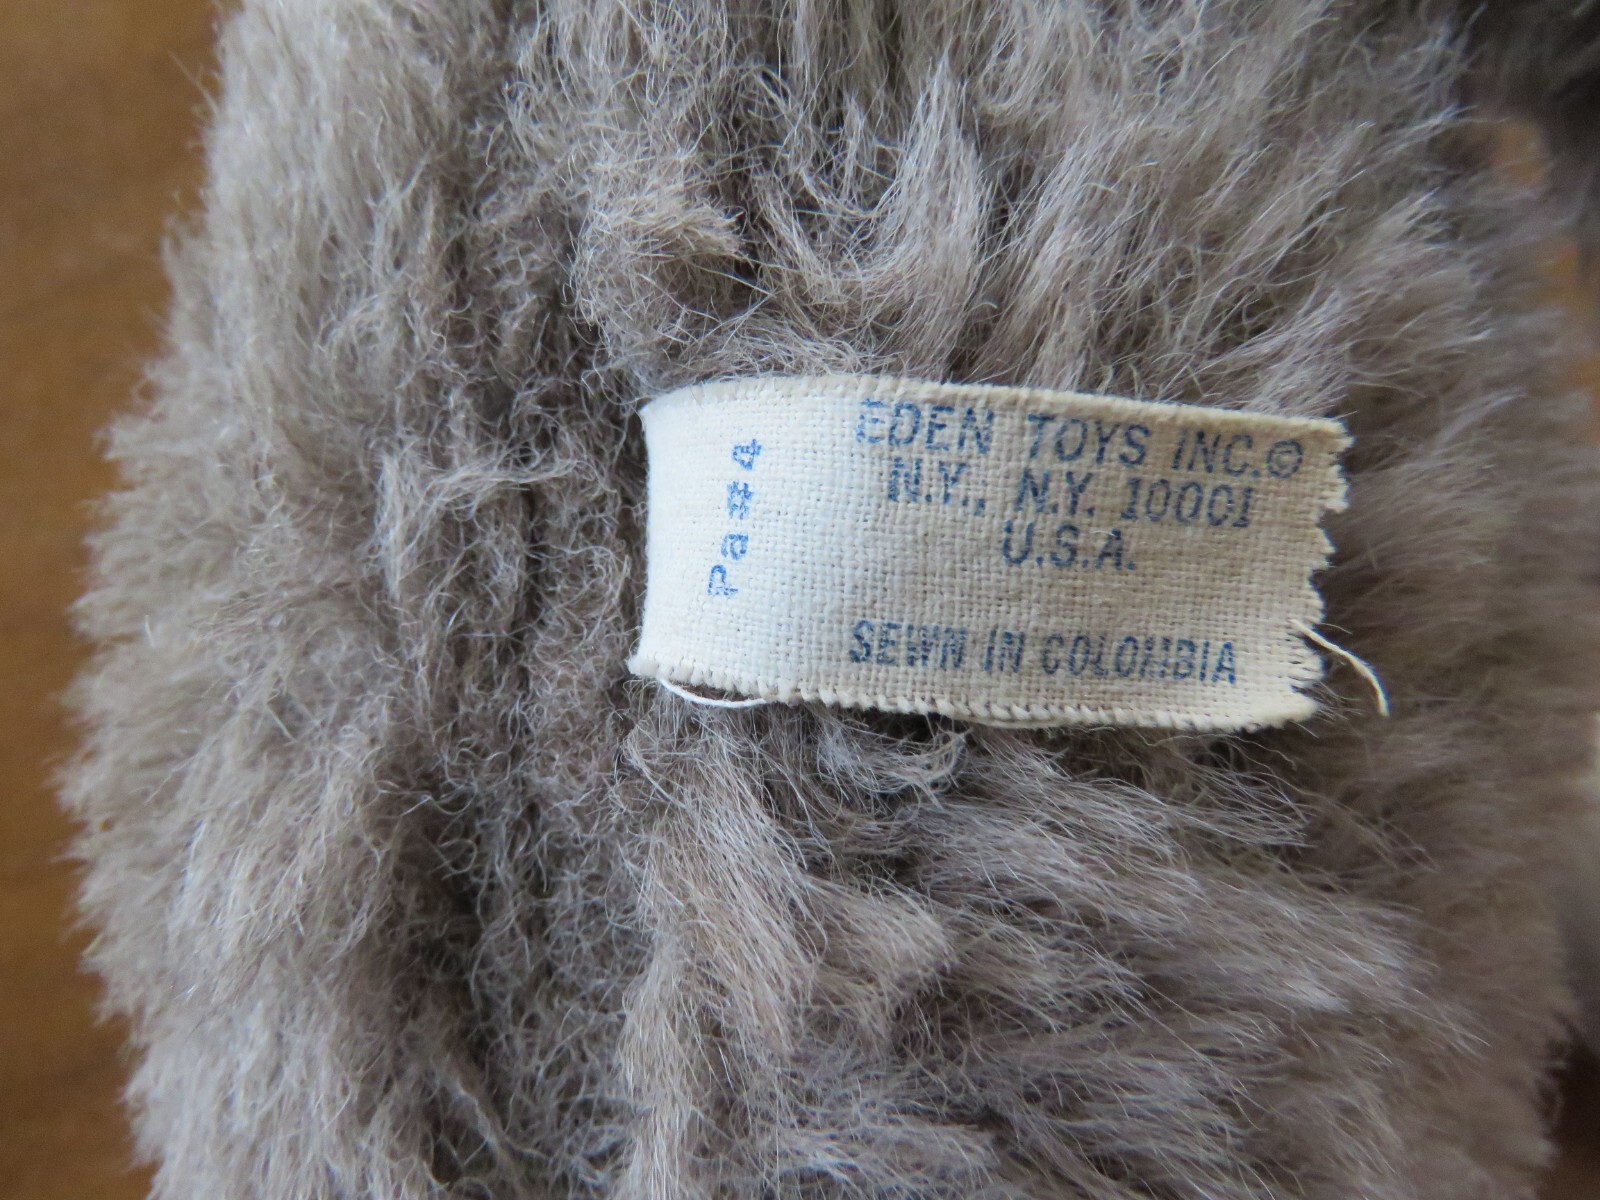 EDEN TOYS INC.©
N.Y., N.Y. 10001
U.S.A.
SEWN IN COLOMBIA
Pa#4